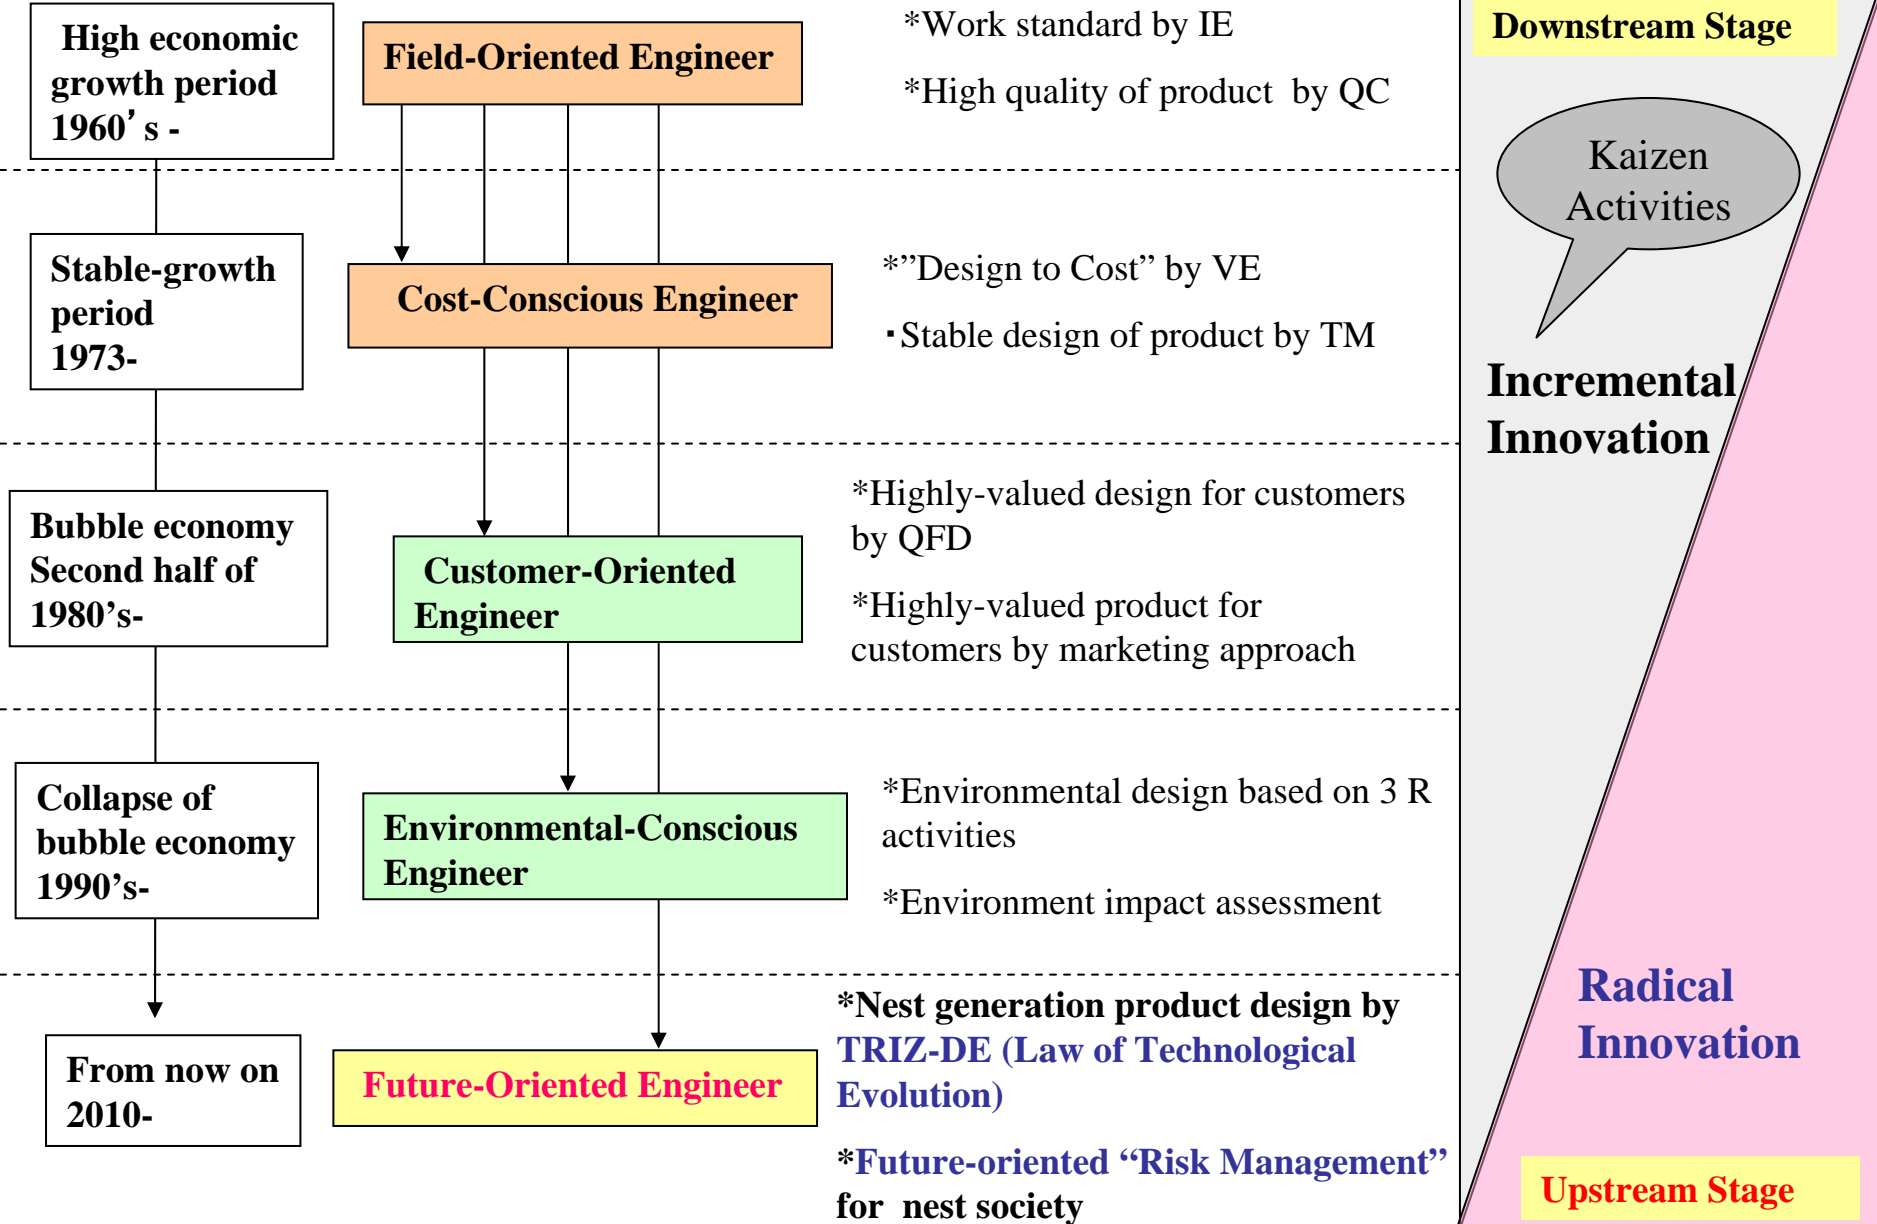 High economic
growth period
1960’s -
Field-Oriented Engineer
*Work standard by IE
*High quality of product by QC
Downstream Stage
Kaizen
Activities
Stable-growth
period
1973-
Cost-Conscious Engineer
*”Design to Cost” by VE
・Stable design of product by TM
Incremental
Innovation
Bubble economy
Second half of
1980’s-
Customer-Oriented
Engineer
*Highly-valued design for customers
by QFD
*Highly-valued product for
customers by marketing approach
Collapse of
bubble economy
1990’s-
Environmental-Conscious
Engineer
*Environmental design based on 3 R
activities
*Environment impact assessment
From now on
2010-
Future-Oriented Engineer
*Nest generation product design by
TRIZ-DE (Law of Technological
Evolution)
*Future-oriented “Risk Management”
for nest society
Radical
Innovation
Upstream Stage